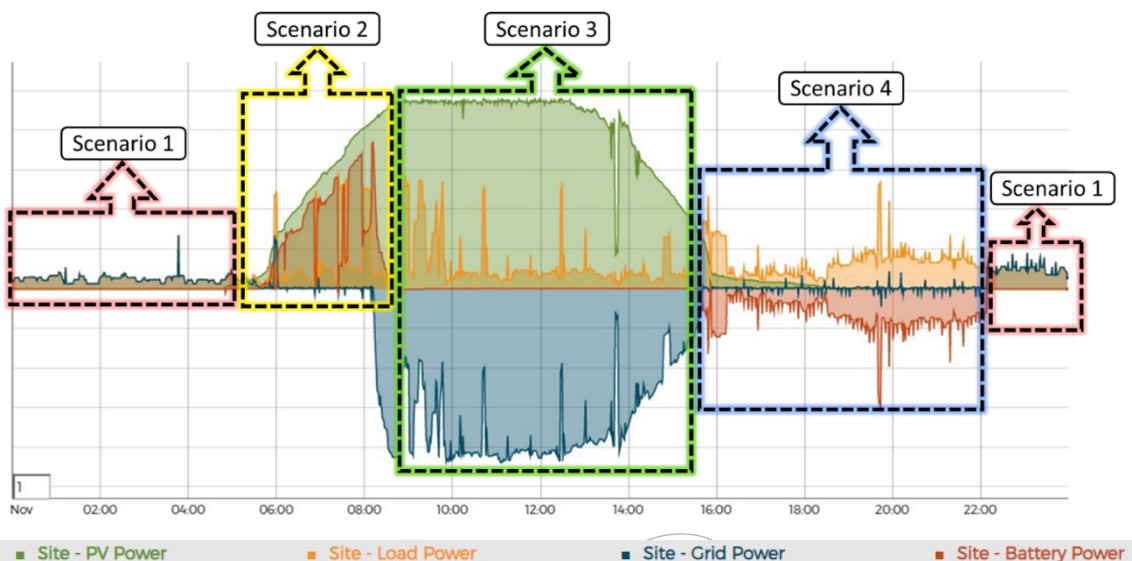 Scenario 2
Scenario 3
Scenario 4
Scenario 1
Scenario 1
1
Nov 02:00 04:00 06:00 08:00 10:00 12:00 14:00 16:00 18:00 20:00 22:00
Site - PV Power Site - Load Power Site - Grid Power Site - Battery Power